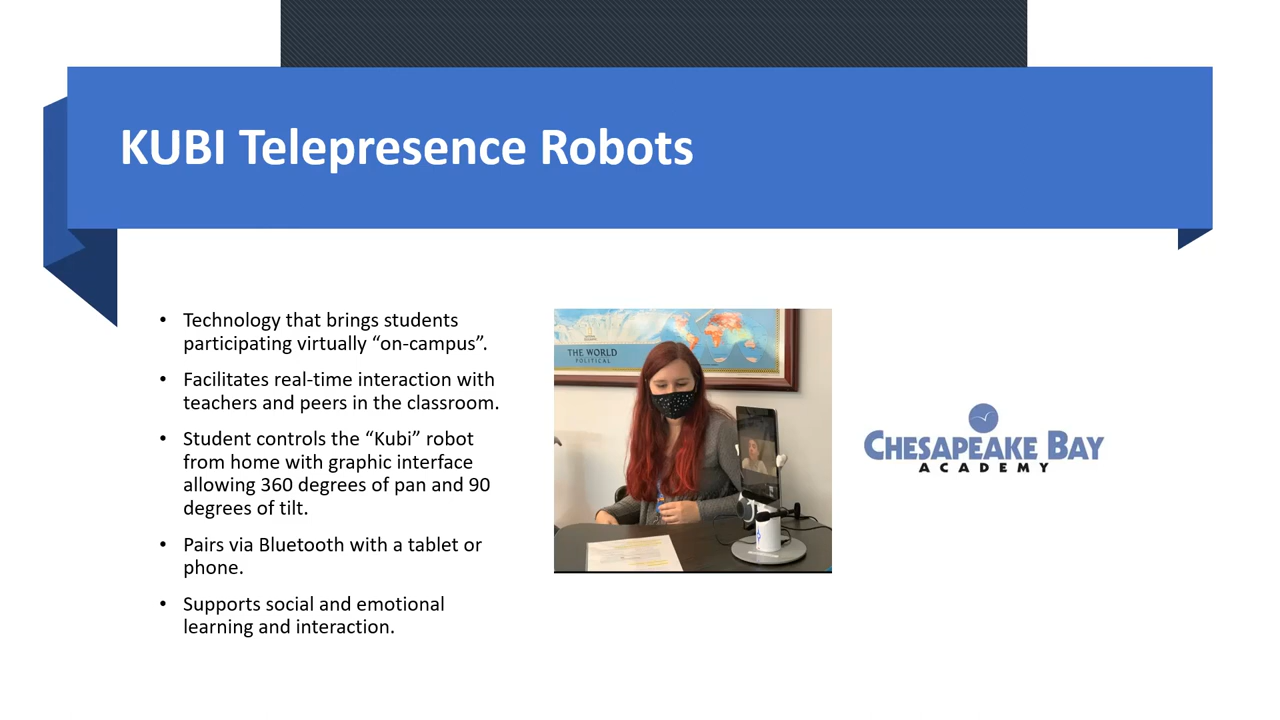 KUBI Telepresence Robots
• Technology that brings students
participating virtually “on-campus”.
• Facilitates real-time interaction with
teachers and peers in the classroom.
• Student controls the “Kubi” robot
from home with graphic interface
allowing 360 degrees of pan and 90
degrees of tilt.
• Pairs via Bluetooth with a tablet or
phone.
• Supports social and emotional
learning and interaction.
THE WORLD
POLITICAL
CHESAPEAKE BAY
ACADEMY